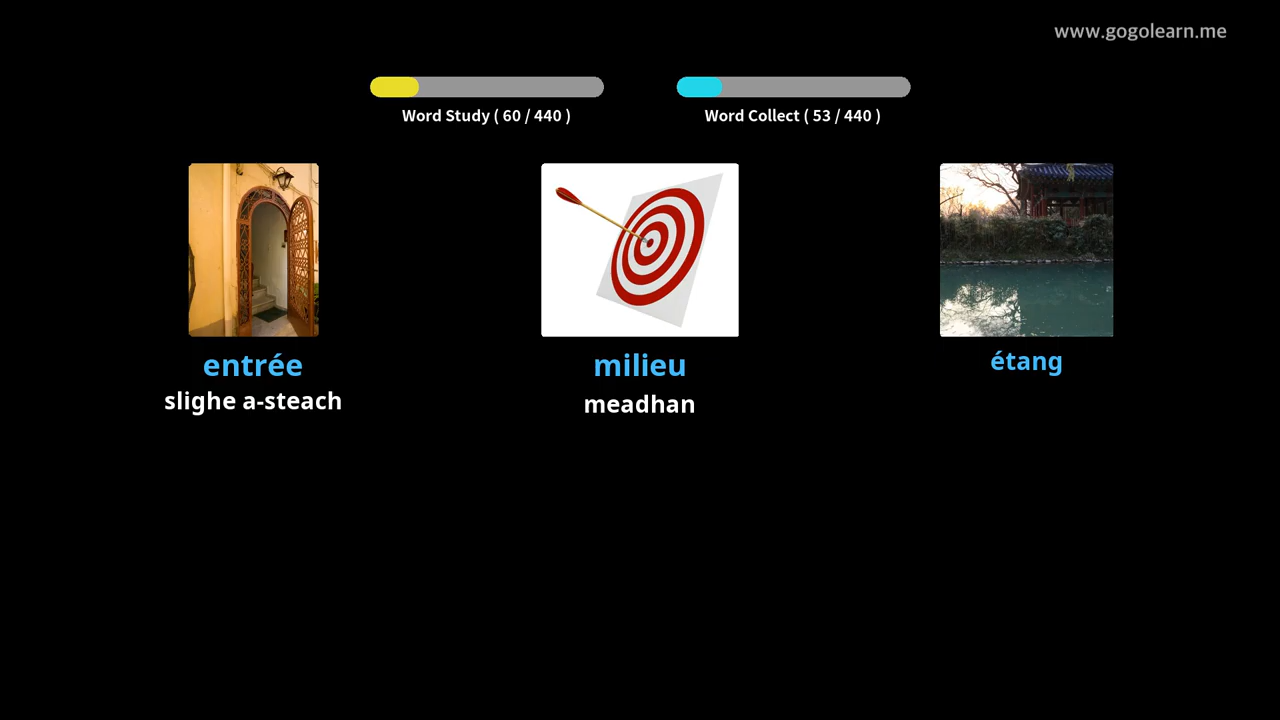 www.gogolearn.me
Word Study ( 60 / 440 )
Word Collect ( 53 / 440 )
entrée
milieu
étang
slighe a-steach
meadhan